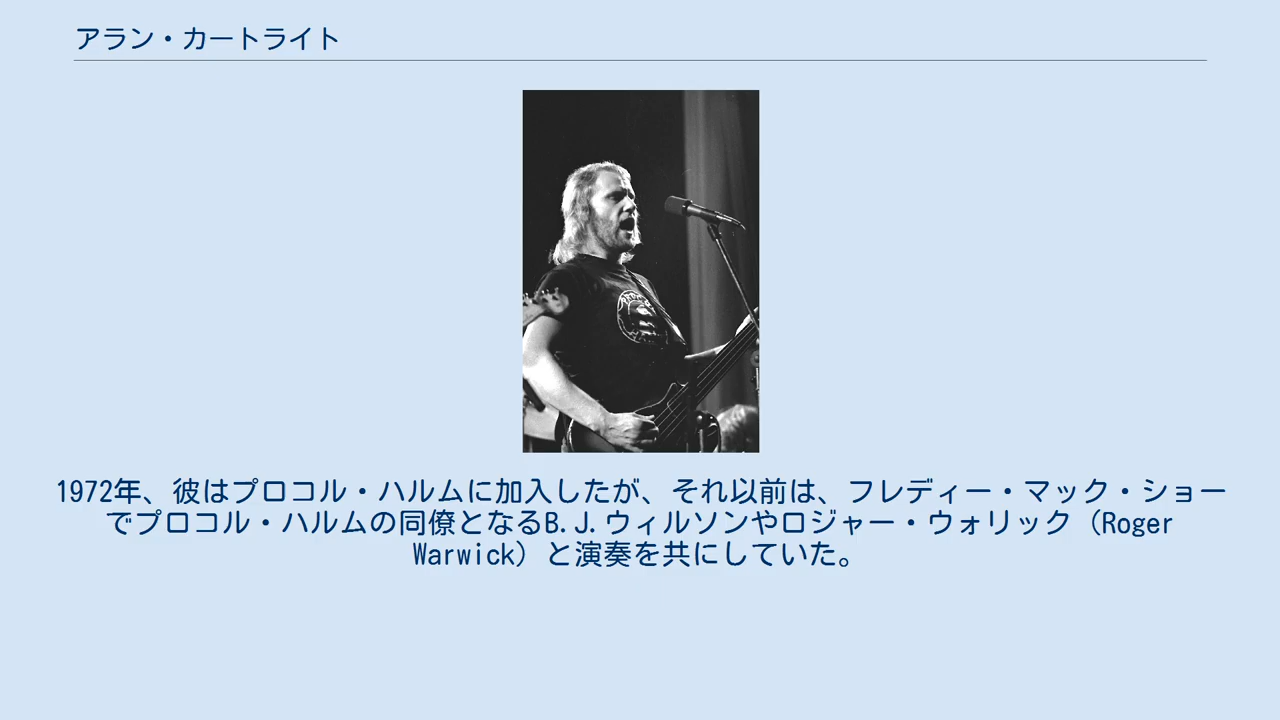 アラン・カートライト
1972年、彼はプロコル・ハルムに加入したが、それ以前は、フレディー・マック・ショー
でプロコル・ハルムの同僚となるB.J.ウィルソンやロジャー・ウォリック（Roger
Warwick）と演奏を共にしていた。